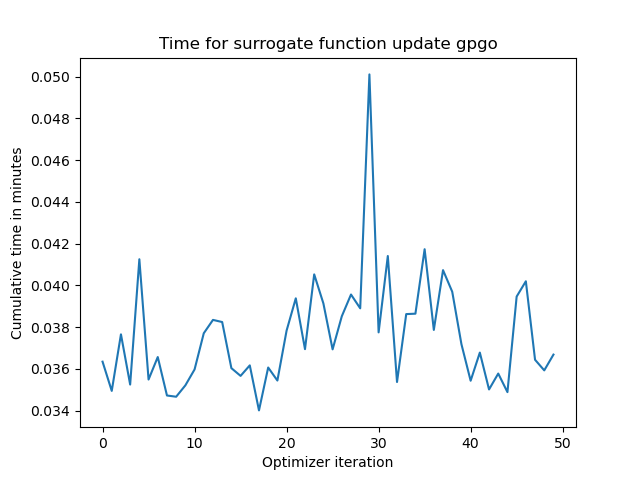 Time for surrogate function update gpgo
Cumulative time in minutes
0.050
0.048
0.046
0.044
0.042
0.040
0.038
0.036
0.034
0 10 20 30 40 50
Optimizer iteration